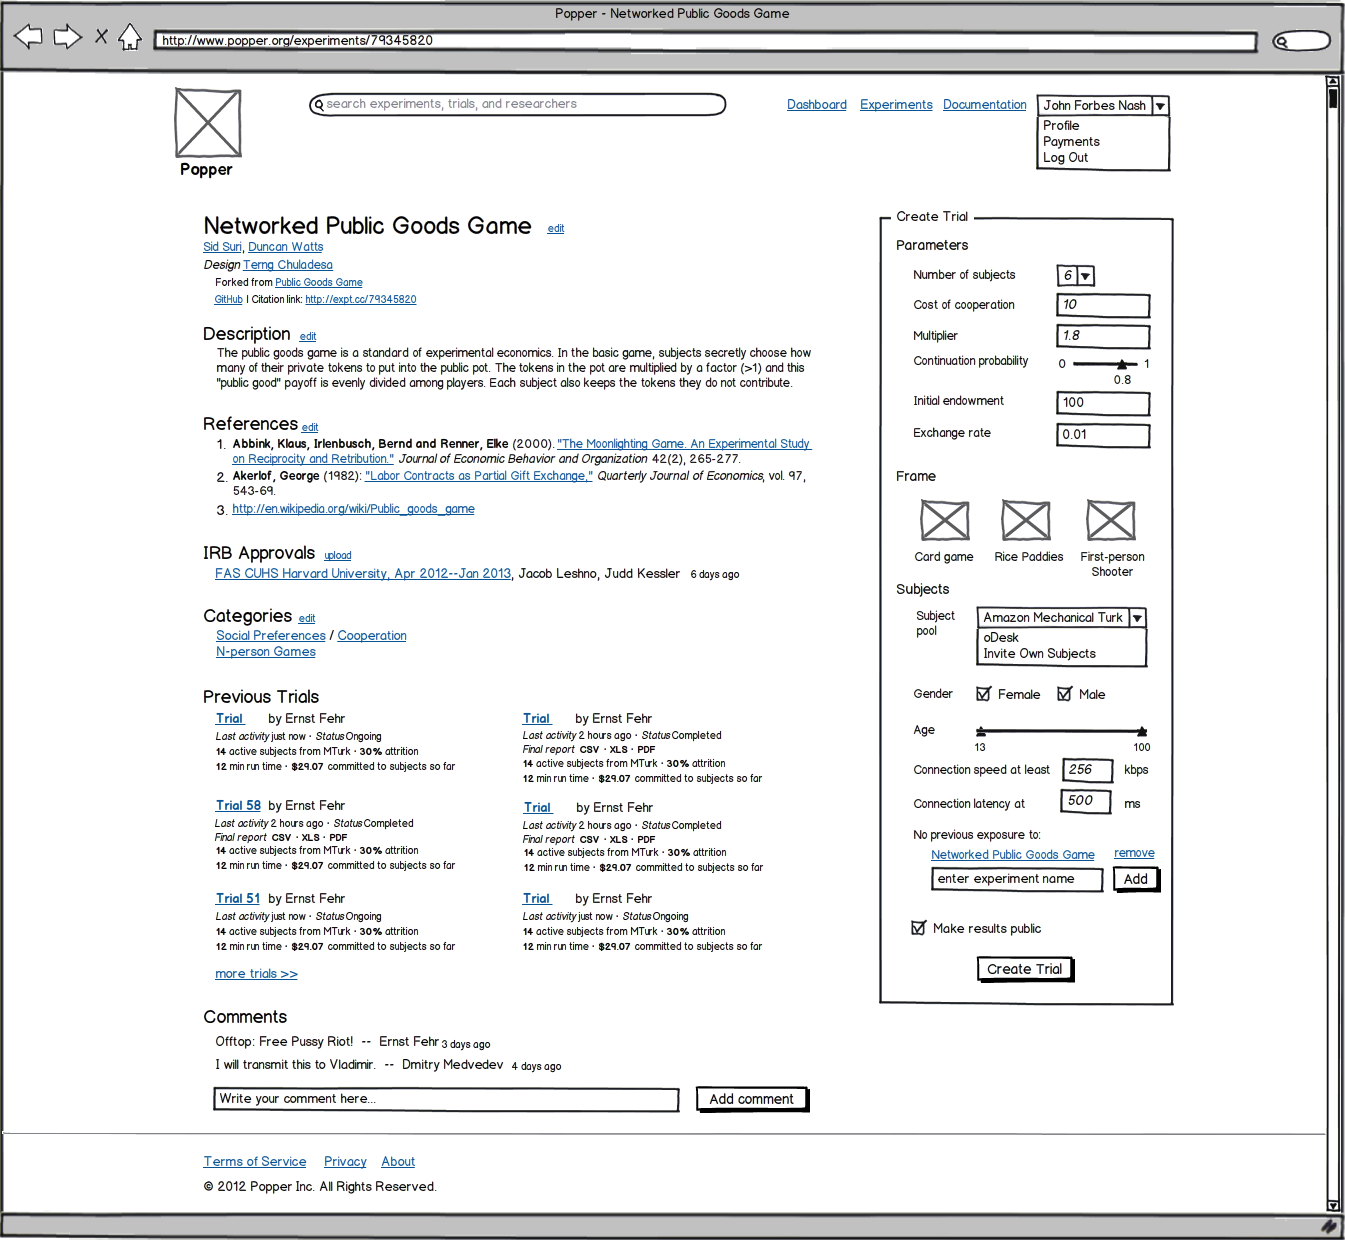 Popper - Networked Public Goods Game
http://www.popper.org/experiments/79345820
search experiments, trials, and researchers
Dashboard Experiments Documentation John Forbes Nash
Profile
Payments
Log Out
Popper
Networked Public Goods Game edit
Sid Suri, Duncan Watts
Design Terng Chuladesa
Forked from Public Goods Game
GitHub | Citation link: http://expt.cc/79345820
Description edit
The public goods game is a standard of experimental economics. In the basic game, subjects secretly choose how
many of their private tokens to put into the public pot. The tokens in the pot are multiplied by a factor (>1) and this
"public good" payoff is evenly divided among players. Each subject also keeps the tokens they do not contribute.
References edit
1. Abbink, Klaus, Irlenbusch, Bernd and Renner, Elke (2000). "The Moonlighting Game. An Experimental Study
on Reciprocity and Retribution." Journal of Economic Behavior and Organization 42(2), 265-277.
2. Akerlof, George (1982): "Labor Contracts as Partial Gift Exchange," Quarterly Journal of Economics, vol. 97,
543-69.
3. http://en.wikipedia.org/wiki/Public_goods_game
IRB Approvals upload
FAS CUHS Harvard University, Apr 2012--Jan 2013, Jacob Leshno, Judd Kessler 6 days ago
Categories edit
Social Preferences / Cooperation
N-person Games
Previous Trials
Trial by Ernst Fehr
Last activity just now · Status Ongoing
14 active subjects from MTurk · 30% attrition
12 min run time · $29.07 committed to subjects so far
Trial by Ernst Fehr
Last activity 2 hours ago · Status Completed
Final report CSV · XLS · PDF
14 active subjects from MTurk · 30% attrition
12 min run time · $29.07 committed to subjects so far
Trial 58 by Ernst Fehr
Last activity 2 hours ago · Status Completed
Final report CSV · XLS · PDF
14 active subjects from MTurk · 30% attrition
12 min run time · $29.07 committed to subjects so far
Trial by Ernst Fehr
Last activity 2 hours ago · Status Completed
Final report CSV · XLS · PDF
14 active subjects from MTurk · 30% attrition
12 min run time · $29.07 committed to subjects so far
Trial 51 by Ernst Fehr
Last activity just now · Status Ongoing
14 active subjects from MTurk · 30% attrition
12 min run time · $29.07 committed to subjects so far
Trial by Ernst Fehr
Last activity just now · Status Ongoing
14 active subjects from MTurk · 30% attrition
12 min run time · $29.07 committed to subjects so far
more trials >>
Comments
Offtop: Free Pussy Riot! -- Ernst Fehr 3 days ago
I will transmit this to Vladimir. -- Dmitry Medvedev 4 days ago
Write your comment here...
Add comment
Create Trial
Parameters
Number of subjects 6
Cost of cooperation 10
Multiplier 1.8
Continuation probability 0 1
0.8
Initial endowment 100
Exchange rate 0.01
Frame
Card game Rice Paddies First-person
Shooter
Subjects
Subject
pool
Amazon Mechanical Turk
oDesk
Invite Own Subjects
Gender Female Male
Age
13 100
Connection speed at least 256 kbps
Connection latency at 500 ms
No previous exposure to:
Networked Public Goods Game remove
enter experiment name Add
Make results public
Create Trial
Terms of Service Privacy About
© 2012 Popper Inc. All Rights Reserved.